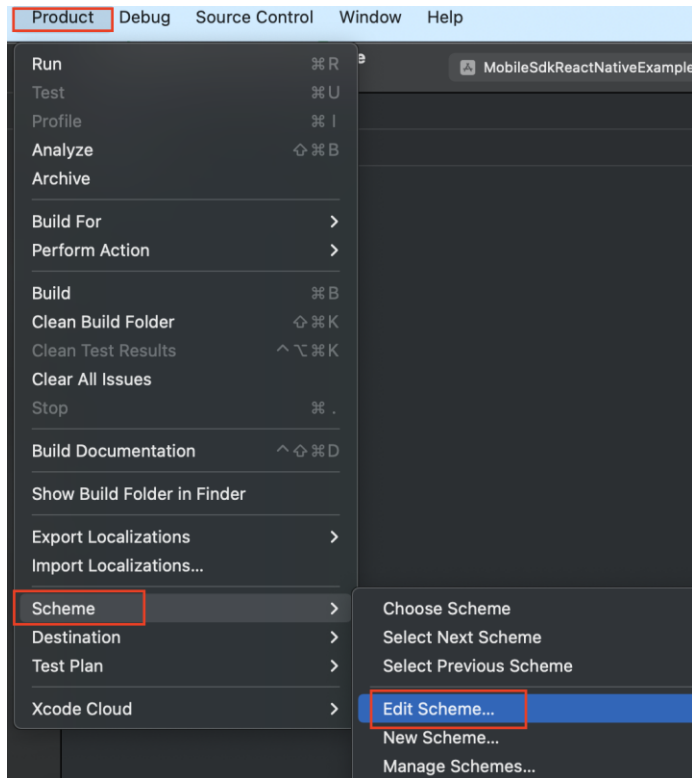 Product Debug Source Control Window Help
MobileSdkReactNativeExample
Run ⌘R
Test ⌘U
Profile ⌘I
Analyze ⇧⌘B
Archive
Build For >
Perform Action >
Build ⌘B
Clean Build Folder ⇧⌘K
Clean Test Results ^⌥⌘K
Clear All Issues
Stop ⌘.
Build Documentation ^⇧⌘D
Show Build Folder in Finder
Export Localizations >
Import Localizations...
Scheme >
Destination >
Test Plan >
Xcode Cloud >
Choose Scheme
Select Next Scheme
Select Previous Scheme
Edit Scheme...
New Scheme...
Manage Schemes...